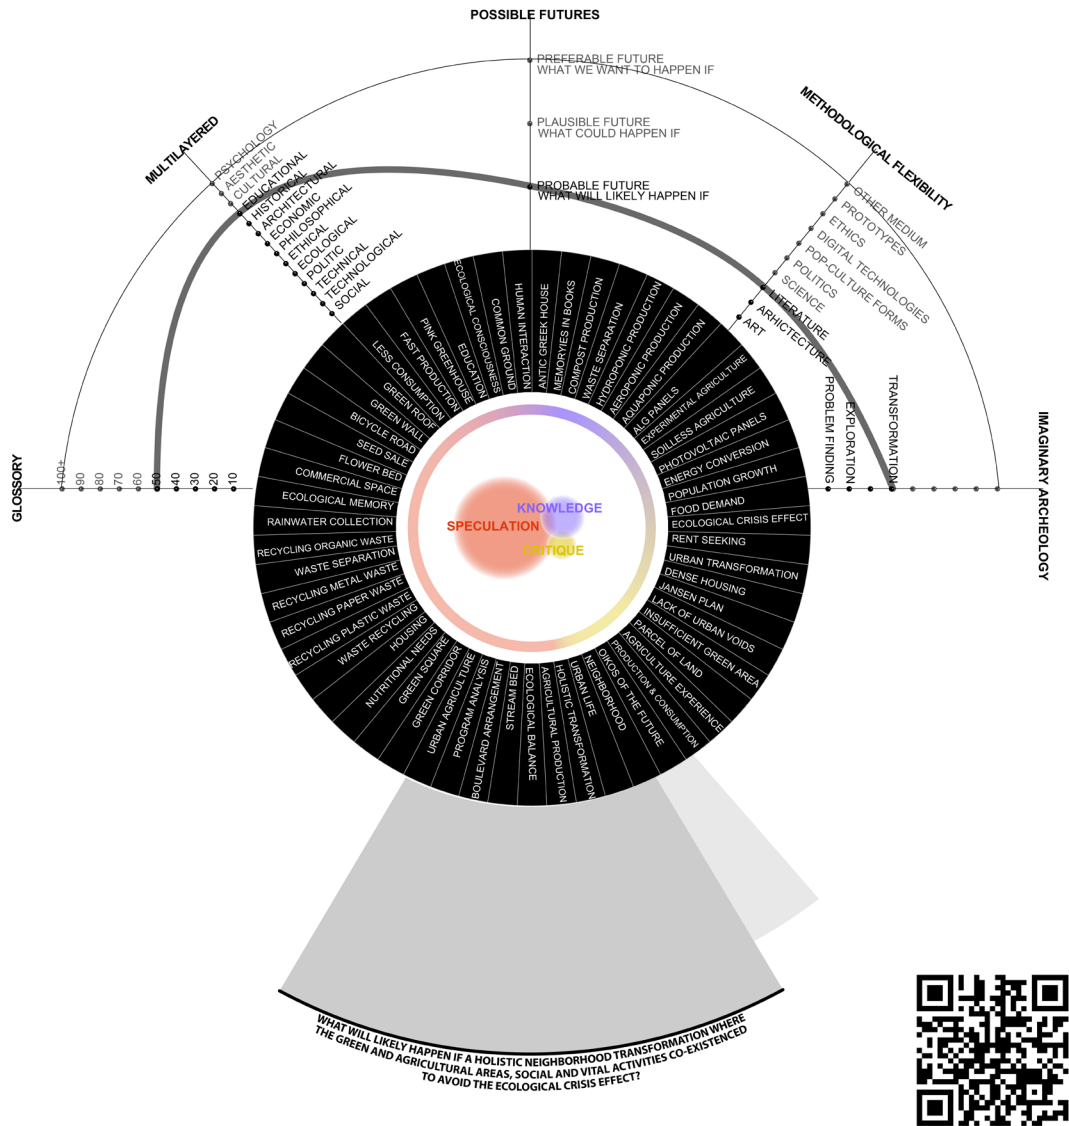 POSSIBLE FUTURES
PREFERABLE FUTURE
WHAT WE WANT TO HAPPEN IF
PLAUSIBLE FUTURE
WHAT COULD HAPPEN IF
PROBABLE FUTURE
WHAT WILL LIKELY HAPPEN IF
MULTILAYERED
PSYCHOLOGY
AESTHETIC
CULTURAL
EDUCATIONAL
HISTORICAL
ARCHITECTURAL
ECONOMIC
PHILOSOPHICAL
ETHICAL
ECOLOGICAL
POLITIC
TECHNICAL
TECHNOLOGICAL
SOCIAL
METHODOLOGICAL FLEXIBILITY
OTHER MEDIUM
PROTOTYPES
ETHICS
DIGITAL TECHNOLOGIES
POP-CULTURE FORMS
POLITICS
SCIENCE
LITERATURE
ARHICTECTURE
ART
GLOSSORY
100+
90
80
70
60
50
40
30
20
10
PROBLEM FINDING
EXPLORATION
TRANSFORMATION
IMAGINARY ARCHEOLOGY
ANTIC GREEK HOUSE
MEMORYIES IN BOOKS
COMPOST PRODUCTION
WASTE SEPARATION
HYDROPONIC PRODUCTION
AEROPONIC PRODUCTION
AQUAPONIC PRODUCTION
ALG PANELS
EXPERIMENTAL AGRICULTURE
SOILLESS AGRICULTURE
PHOTOVOLTAIC PANELS
ENERGY CONVERSION
POPULATION GROWTH
FOOD DEMAND
ECOLOGICAL CRISIS EFFECT
RENT SEEKING
URBAN TRANSFORMATION
DENSE HOUSING
JANSEN PLAN
LACK OF URBAN VOIDS
INSUFFICIENT GREEN AREA
PARCEL OF LAND
AGRICULTURE EXPERIENCE
PRODUCTION & CONSUMPTION
OIKOS OF THE FUTURE
NEIGHBORHOOD
URBAN LIFE
HOLISTIC TRANSFORMATION
AGRICULTURAL PRODUCTION
ECOLOGICAL BALANCE
STREAM BED
BOULEVARD ARRANGEMENT
PROGRAM ANALYSIS
URBAN AGRICULTURE
GREEN CORRIDOR
GREEN SQUARE
NUTRITIONAL NEEDS
HOUSING
WASTE RECYCLING
RECYCLING PLASTIC WASTE
RECYCLING PAPER WASTE
RECYCLING METAL WASTE
WASTE SEPARATION
RECYCLING ORGANIC WASTE
RAINWATER COLLECTION
ECOLOGICAL MEMORY
COMMERCIAL SPACE
FLOWER BED
SEED SALE
BICYCLE ROAD
GREEN WALL
GREEN ROOF
LESS CONSUMPTION
FAST PRODUCTION
PINK GREENHOUSE
EDUCATION
ECOLOGICAL CONSCIOUSNESS
COMMON GROUND
HUMAN INTERACTION
KNOWLEDGE
SPECULATION
CRITIQUE
WHAT WILL LIKELY HAPPEN IF A HOLISTIC NEIGHBORHOOD TRANSFORMATION WHERE
THE GREEN AND AGRICULTURAL AREAS, SOCIAL AND VITAL ACTIVITIES CO-EXISTENCED
TO AVOID THE ECOLOGICAL CRISIS EFFECT?